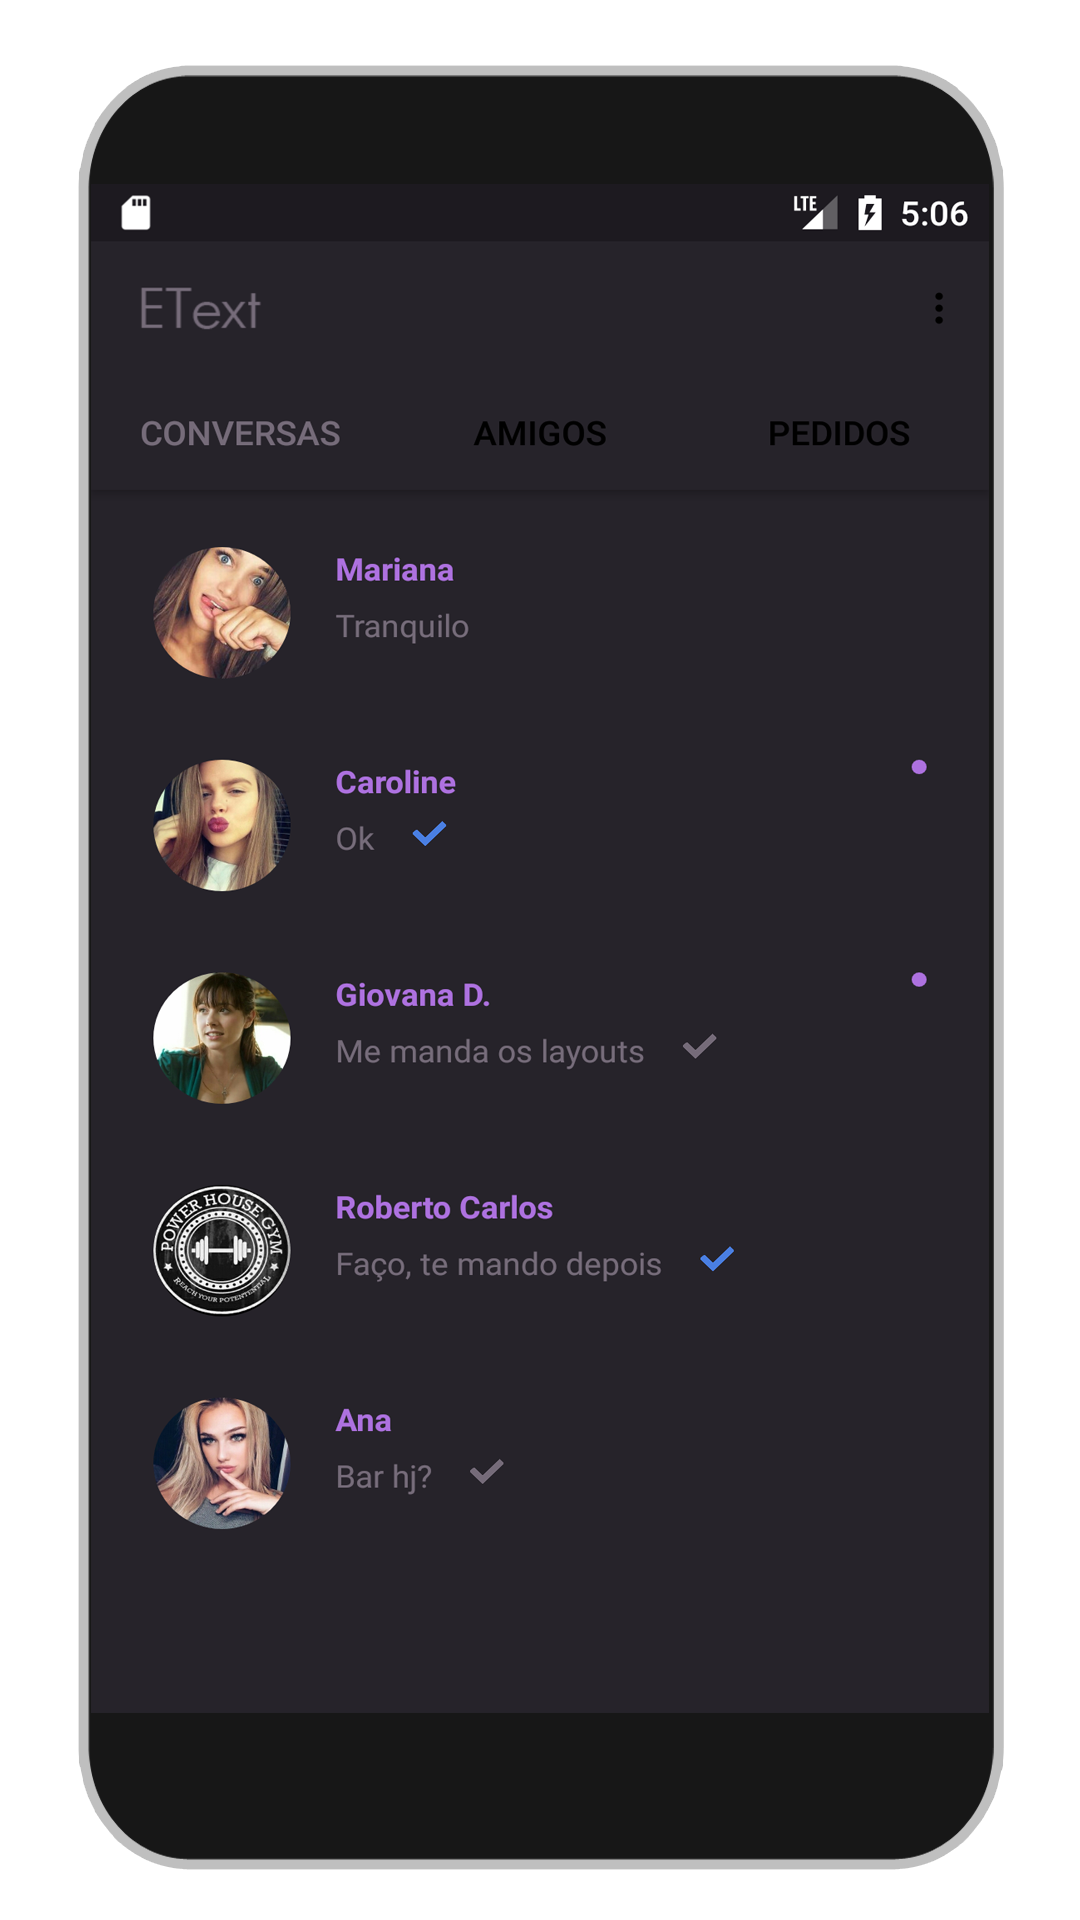 LTE 5:06
EText
CONVERSAS AMIGOS PEDIDOS
Mariana
Tranquilo
Caroline
Ok
Giovana D.
Me manda os layouts
POWER HOUSE GYM
REACH YOUR POTENTENTIAL
Roberto Carlos
Faço, te mando depois
Ana
Bar hj?